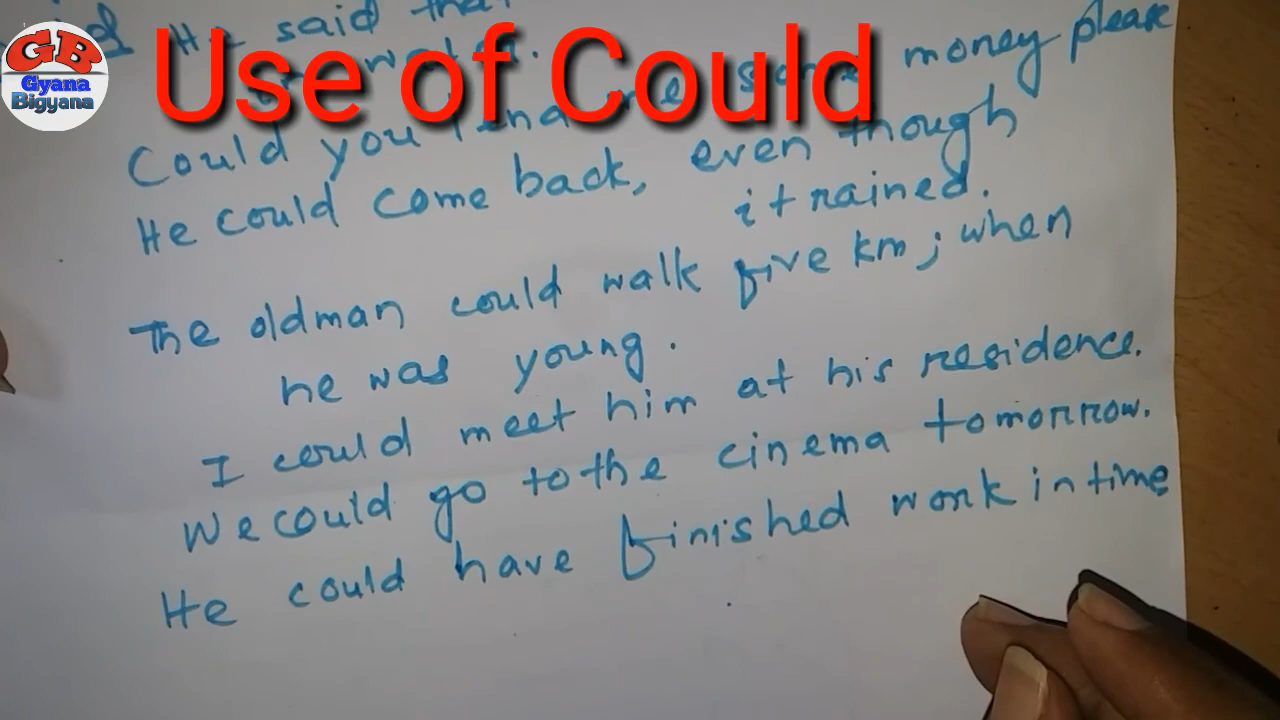 He said that
GB
Gyana
Bigyana
Use of Could
Could you lend me some money please
He could come back, even though
it rained.
The oldman could walk five km; when
he was young.
I could meet him at his residence.
We could go to the cinema tomorrow.
He could have finished work in time